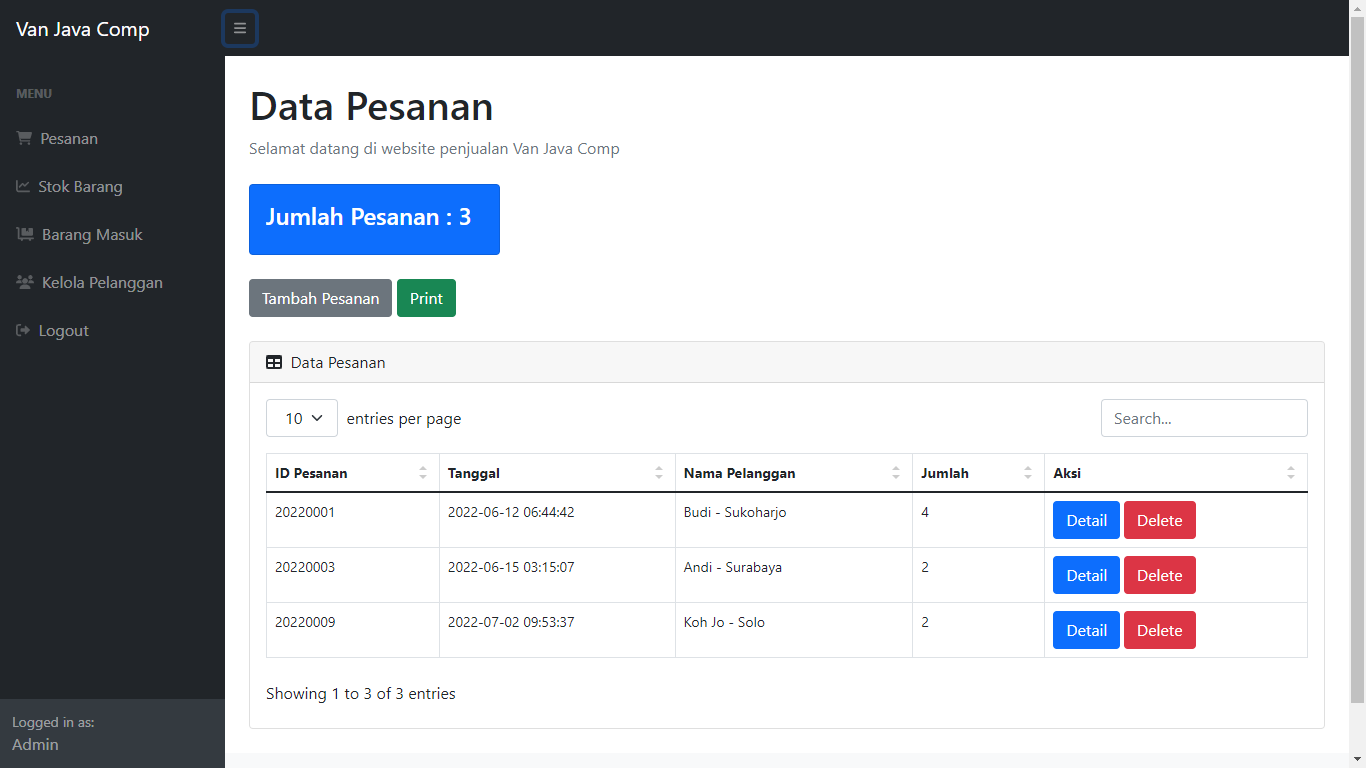 Van Java Comp
MENU
Pesanan
Stok Barang
Barang Masuk
Kelola Pelanggan
Logout
Logged in as:
Admin
Data Pesanan
Selamat datang di website penjualan Van Java Comp
Jumlah Pesanan : 3
Tambah Pesanan Print
Data Pesanan
10 entries per page Search...
ID Pesanan Tanggal Nama Pelanggan Jumlah Aksi
20220001 2022-06-12 06:44:42 Budi - Sukoharjo 4 Detail Delete
20220003 2022-06-15 03:15:07 Andi - Surabaya 2 Detail Delete
20220009 2022-07-02 09:53:37 Koh Jo - Solo 2 Detail Delete
Showing 1 to 3 of 3 entries